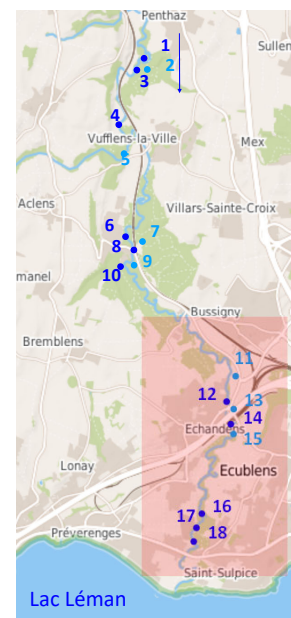 Penthaz
1
Sullen
2
3
4
Vufflens-la-Ville
Mex
5
Aclens
Villars-Sainte-Croix
6
7
8
9
manel
10
Bussigny
Bremblens
11
12
13
14
Echandens
15
Lonay
Ecublens
16
17
Préverenges
18
Saint-Sulpice
Lac Léman